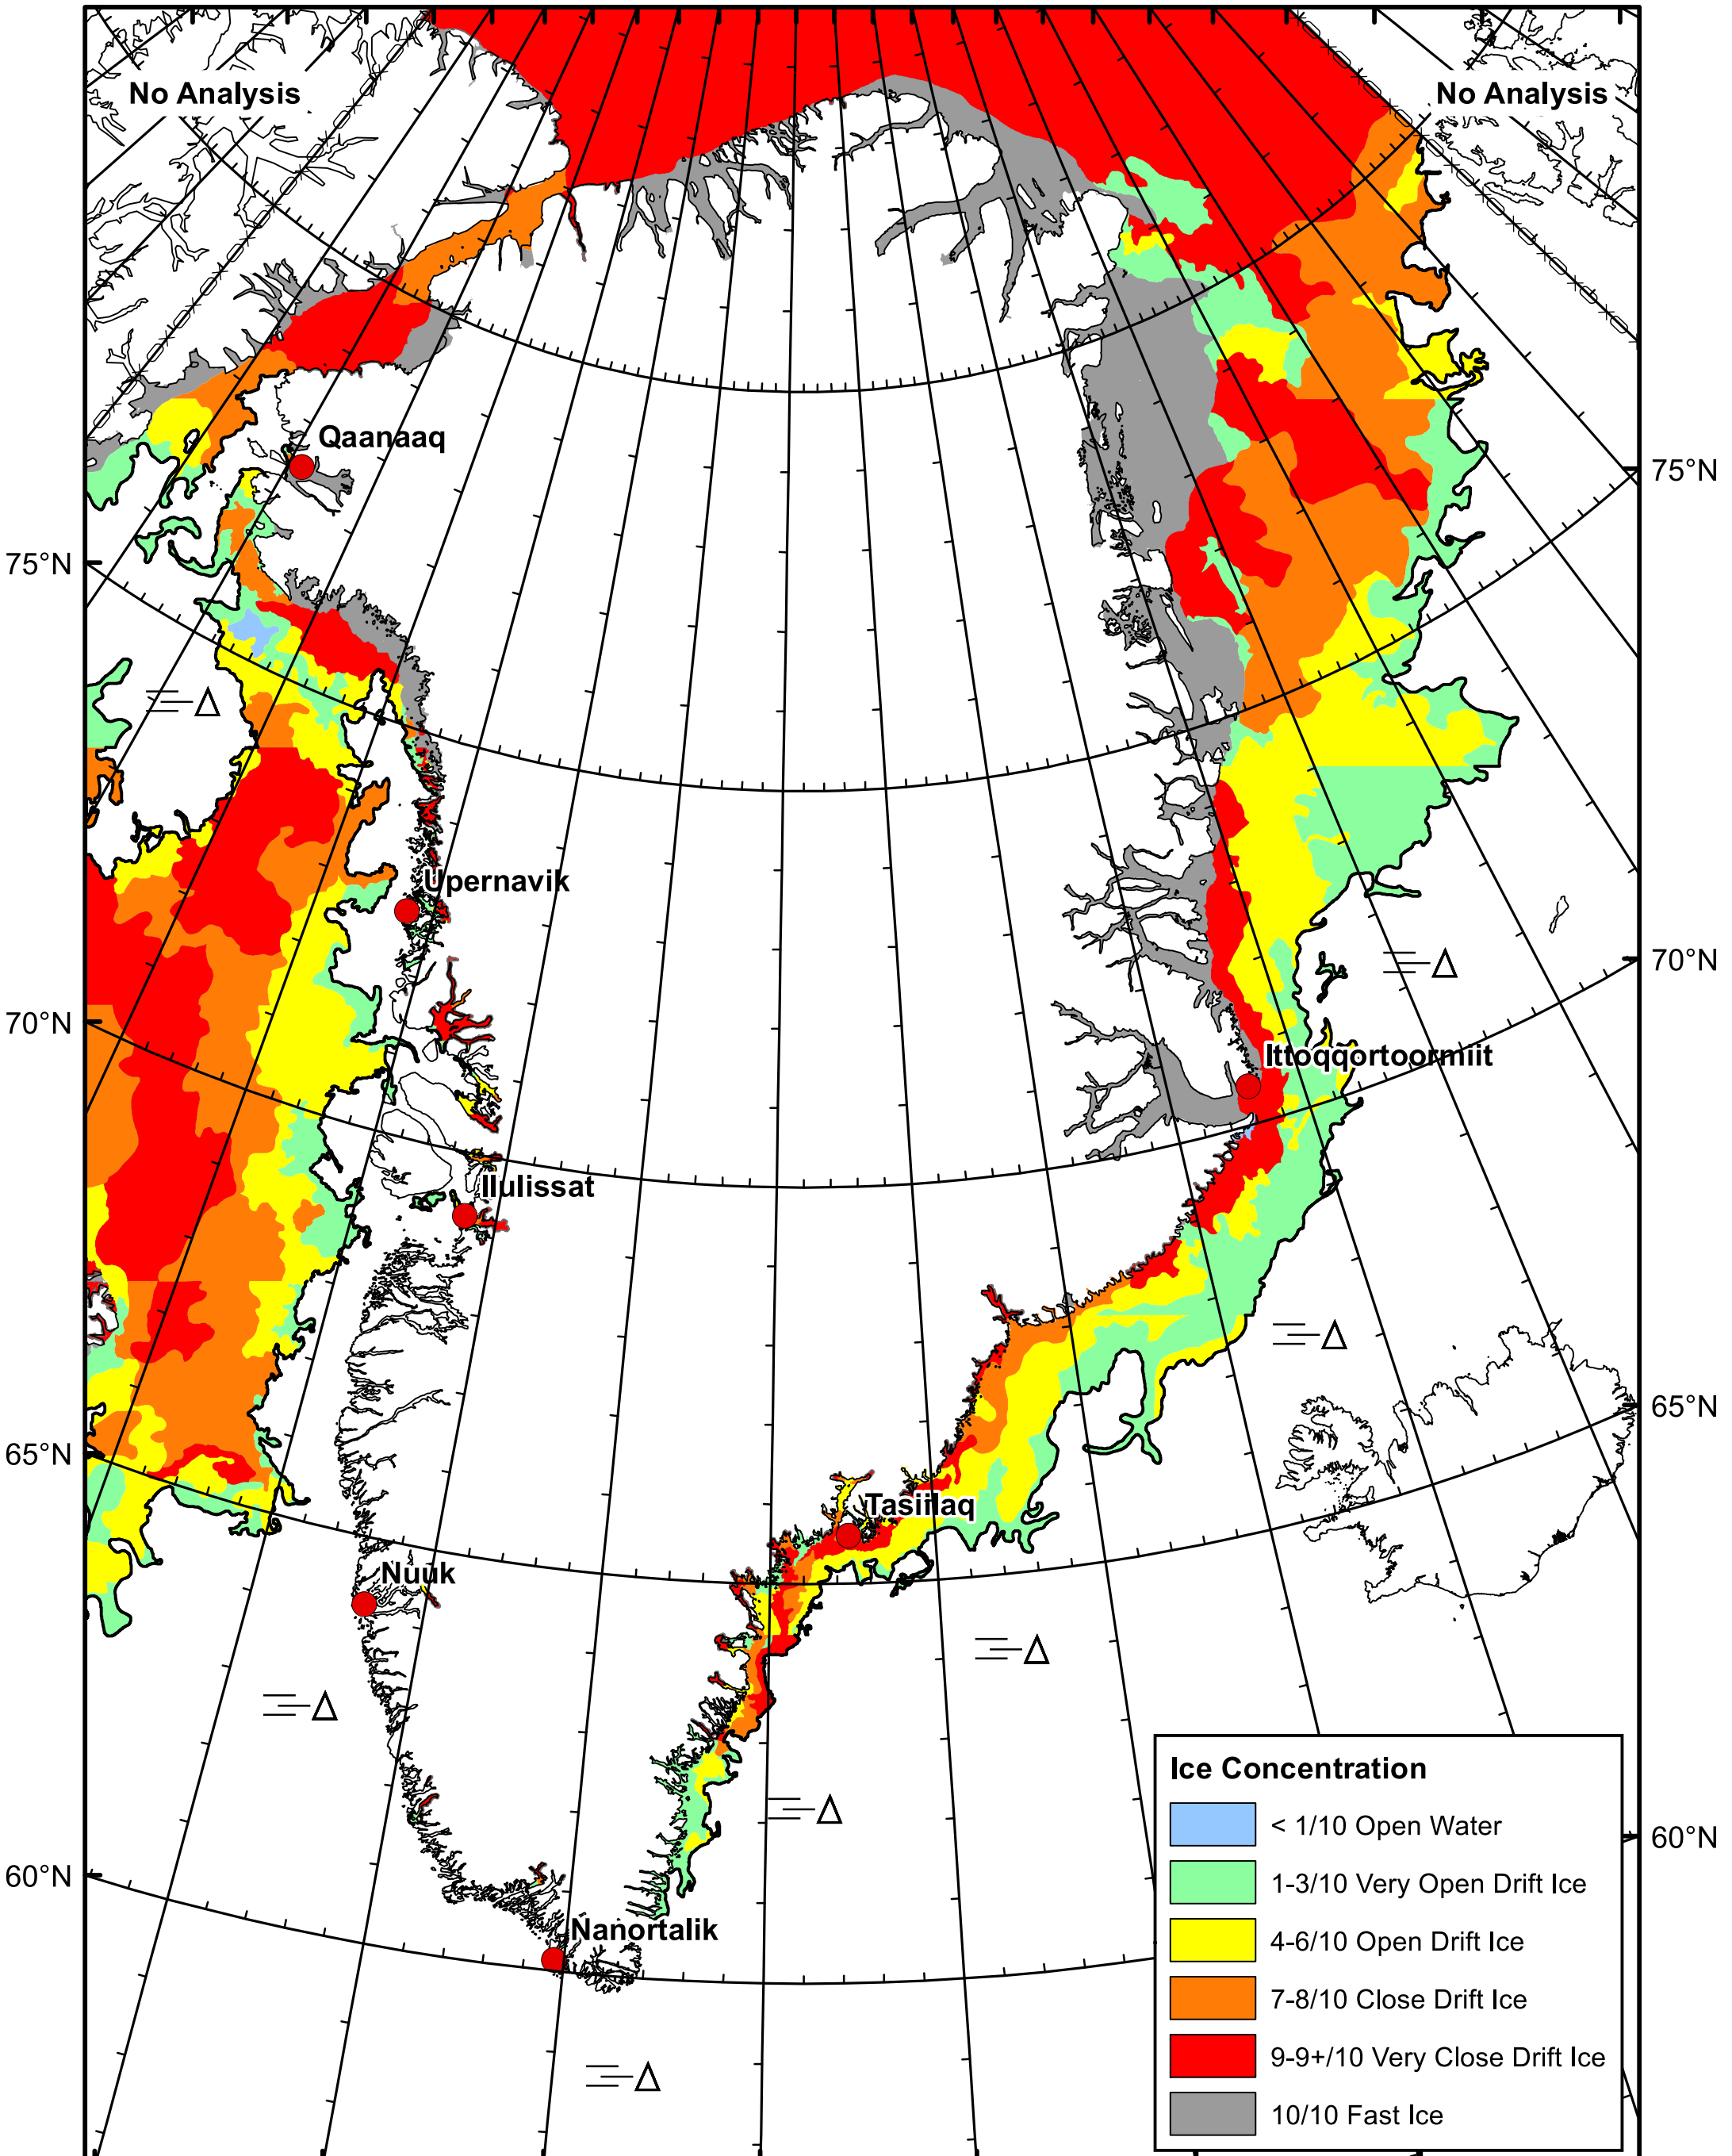 No Analysis
No Analysis
Qaanaaq
75°N
75°N
Upernavik
70°N
70°N
Ittoqqortoormiit
Ilulissat
65°N
65°N
Tasiilaq
Nuuk
Ice Concentration
< 1/10 Open Water
60°N
60°N
1-3/10 Very Open Drift Ice
Nanortalik
4-6/10 Open Drift Ice
7-8/10 Close Drift Ice
9-9+/10 Very Close Drift Ice
10/10 Fast Ice